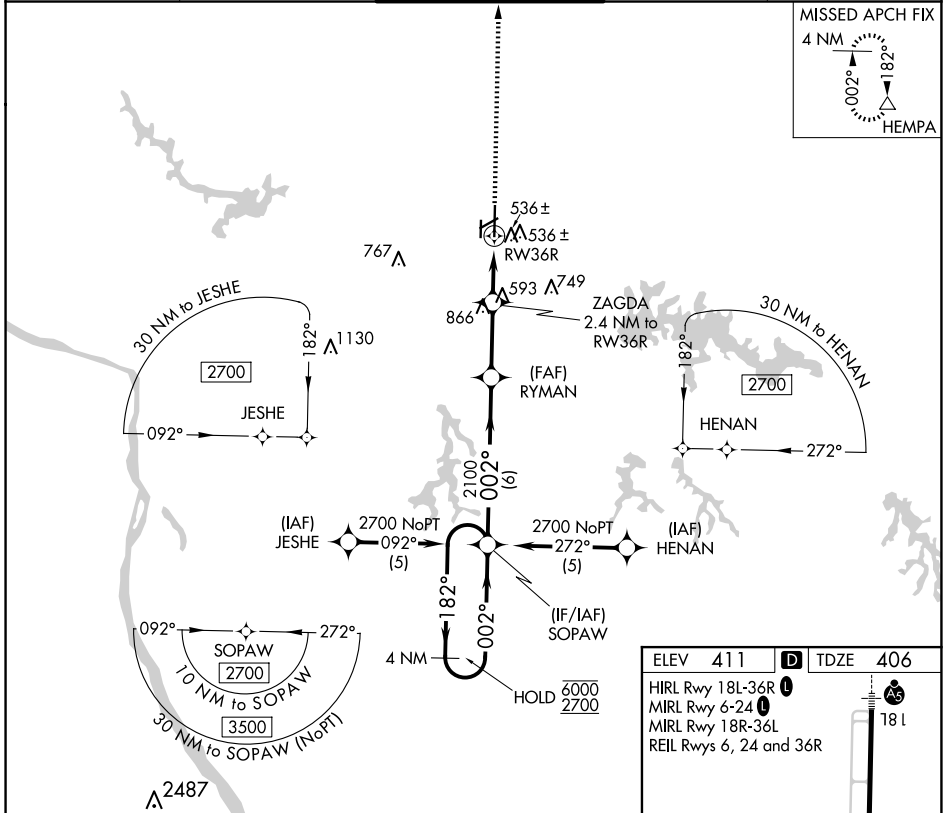 MISSED APCH FIX
4 NM
002°
182°
HEMPA
536 ±
536 ±
RW36R
767
593
749
866
ZAGDA
2.4 NM to
RW36R
30 NM to JESHE
182°
1130
2700
JESHE
092°
(FAF)
RYMAN
30 NM to HENAN
182°
2700
HENAN
272°
2100
002°
(6)
(IAF)
JESHE
2700 NoPT
092°
(5)
2700 NoPT
272°
(5)
(IAF)
HENAN
182°
002°
(IF/IAF)
SOPAW
4 NM
HOLD
6000
2700
092°
272°
SOPAW
2700
10 NM to SOPAW
3500
30 NM to SOPAW (NoPT)
2487
ELEV 411
D
TDZE 406
HIRL Rwy 18L-36R L
MIRL Rwy 6-24 L
MIRL Rwy 18R-36L
REIL Rwys 6, 24 and 36R
A5
18L